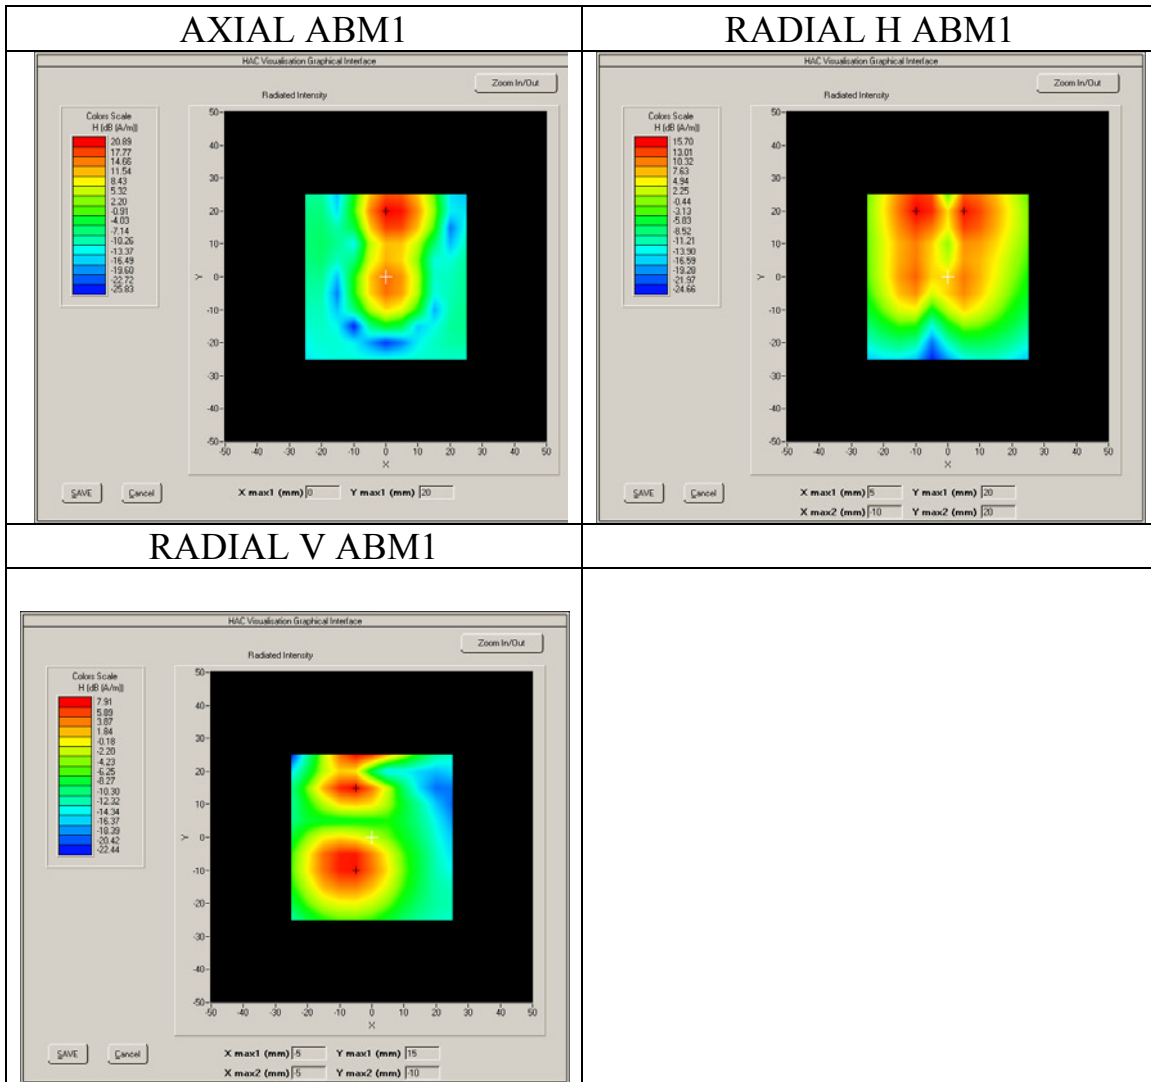 AXIAL ABM1
HAC Visualisation Graphical Interface
Zoom In/Out
Radiated Intensity
Colors Scale
H (dB (A/m))
20.89
17.77
14.66
11.54
8.43
5.32
2.20
-0.91
-4.03
-7.14
-10.26
-13.37
-16.49
-19.60
-22.72
-25.83
50
40
30
20
10
0
-10
-20
-30
-40
-50
Y
-50 -40 -30 -20 -10 0 10 20 30 40 50
X
SAVE Cancel
X max1 (mm) 0 Y max1 (mm) 20
RADIAL H ABM1
HAC Visualisation Graphical Interface
Zoom In/Out
Radiated Intensity
Colors Scale
H (dB (A/m))
15.70
13.01
10.32
7.63
4.94
2.25
-0.44
-3.13
-5.83
-8.52
-11.21
-13.90
-16.59
-19.28
-21.97
-24.66
50
40
30
20
10
0
-10
-20
-30
-40
-50
Y
-50 -40 -30 -20 -10 0 10 20 30 40 50
X
SAVE Cancel
X max1 (mm) 5 Y max1 (mm) 20
X max2 (mm) -10 Y max2 (mm) 20
RADIAL V ABM1
HAC Visualisation Graphical Interface
Zoom In/Out
Radiated Intensity
Colors Scale
H (dB (A/m))
7.91
5.89
3.87
1.84
-0.18
-2.20
-4.23
-6.25
-8.27
-10.30
-12.32
-14.34
-16.37
-18.39
-20.42
-22.44
50
40
30
20
10
0
-10
-20
-30
-40
-50
Y
-50 -40 -30 -20 -10 0 10 20 30 40 50
X
SAVE Cancel
X max1 (mm) -5 Y max1 (mm) 15
X max2 (mm) -5 Y max2 (mm) -10